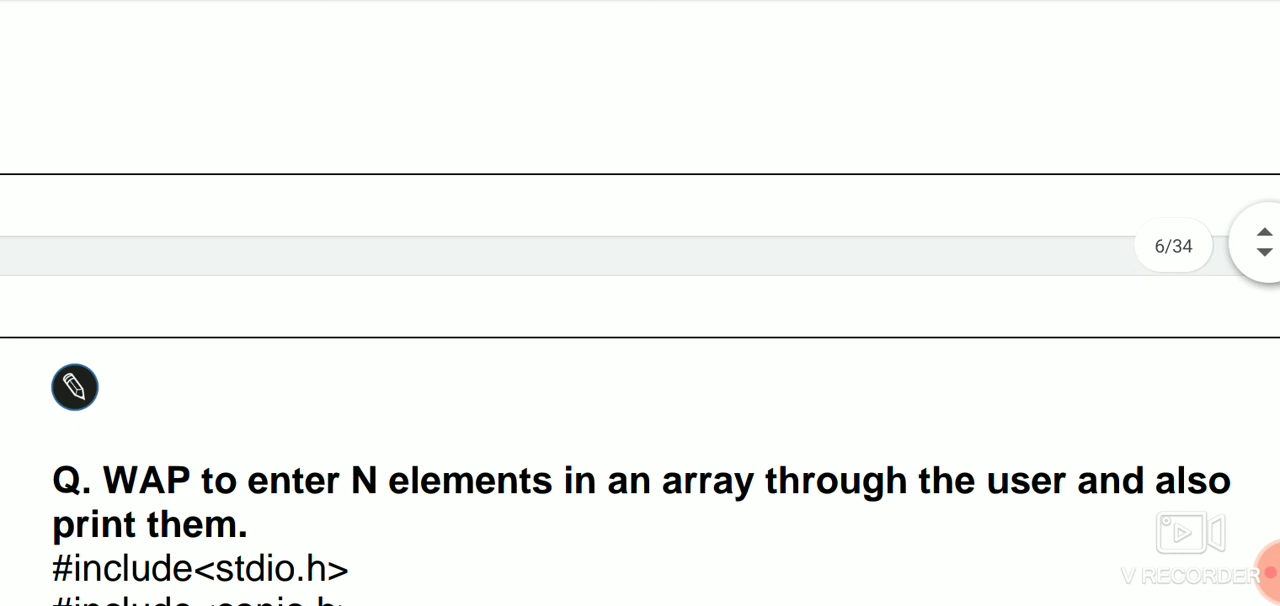 6/34
Q. WAP to enter N elements in an array through the user and also
print them.
V RECORDER
#include<stdio.h>